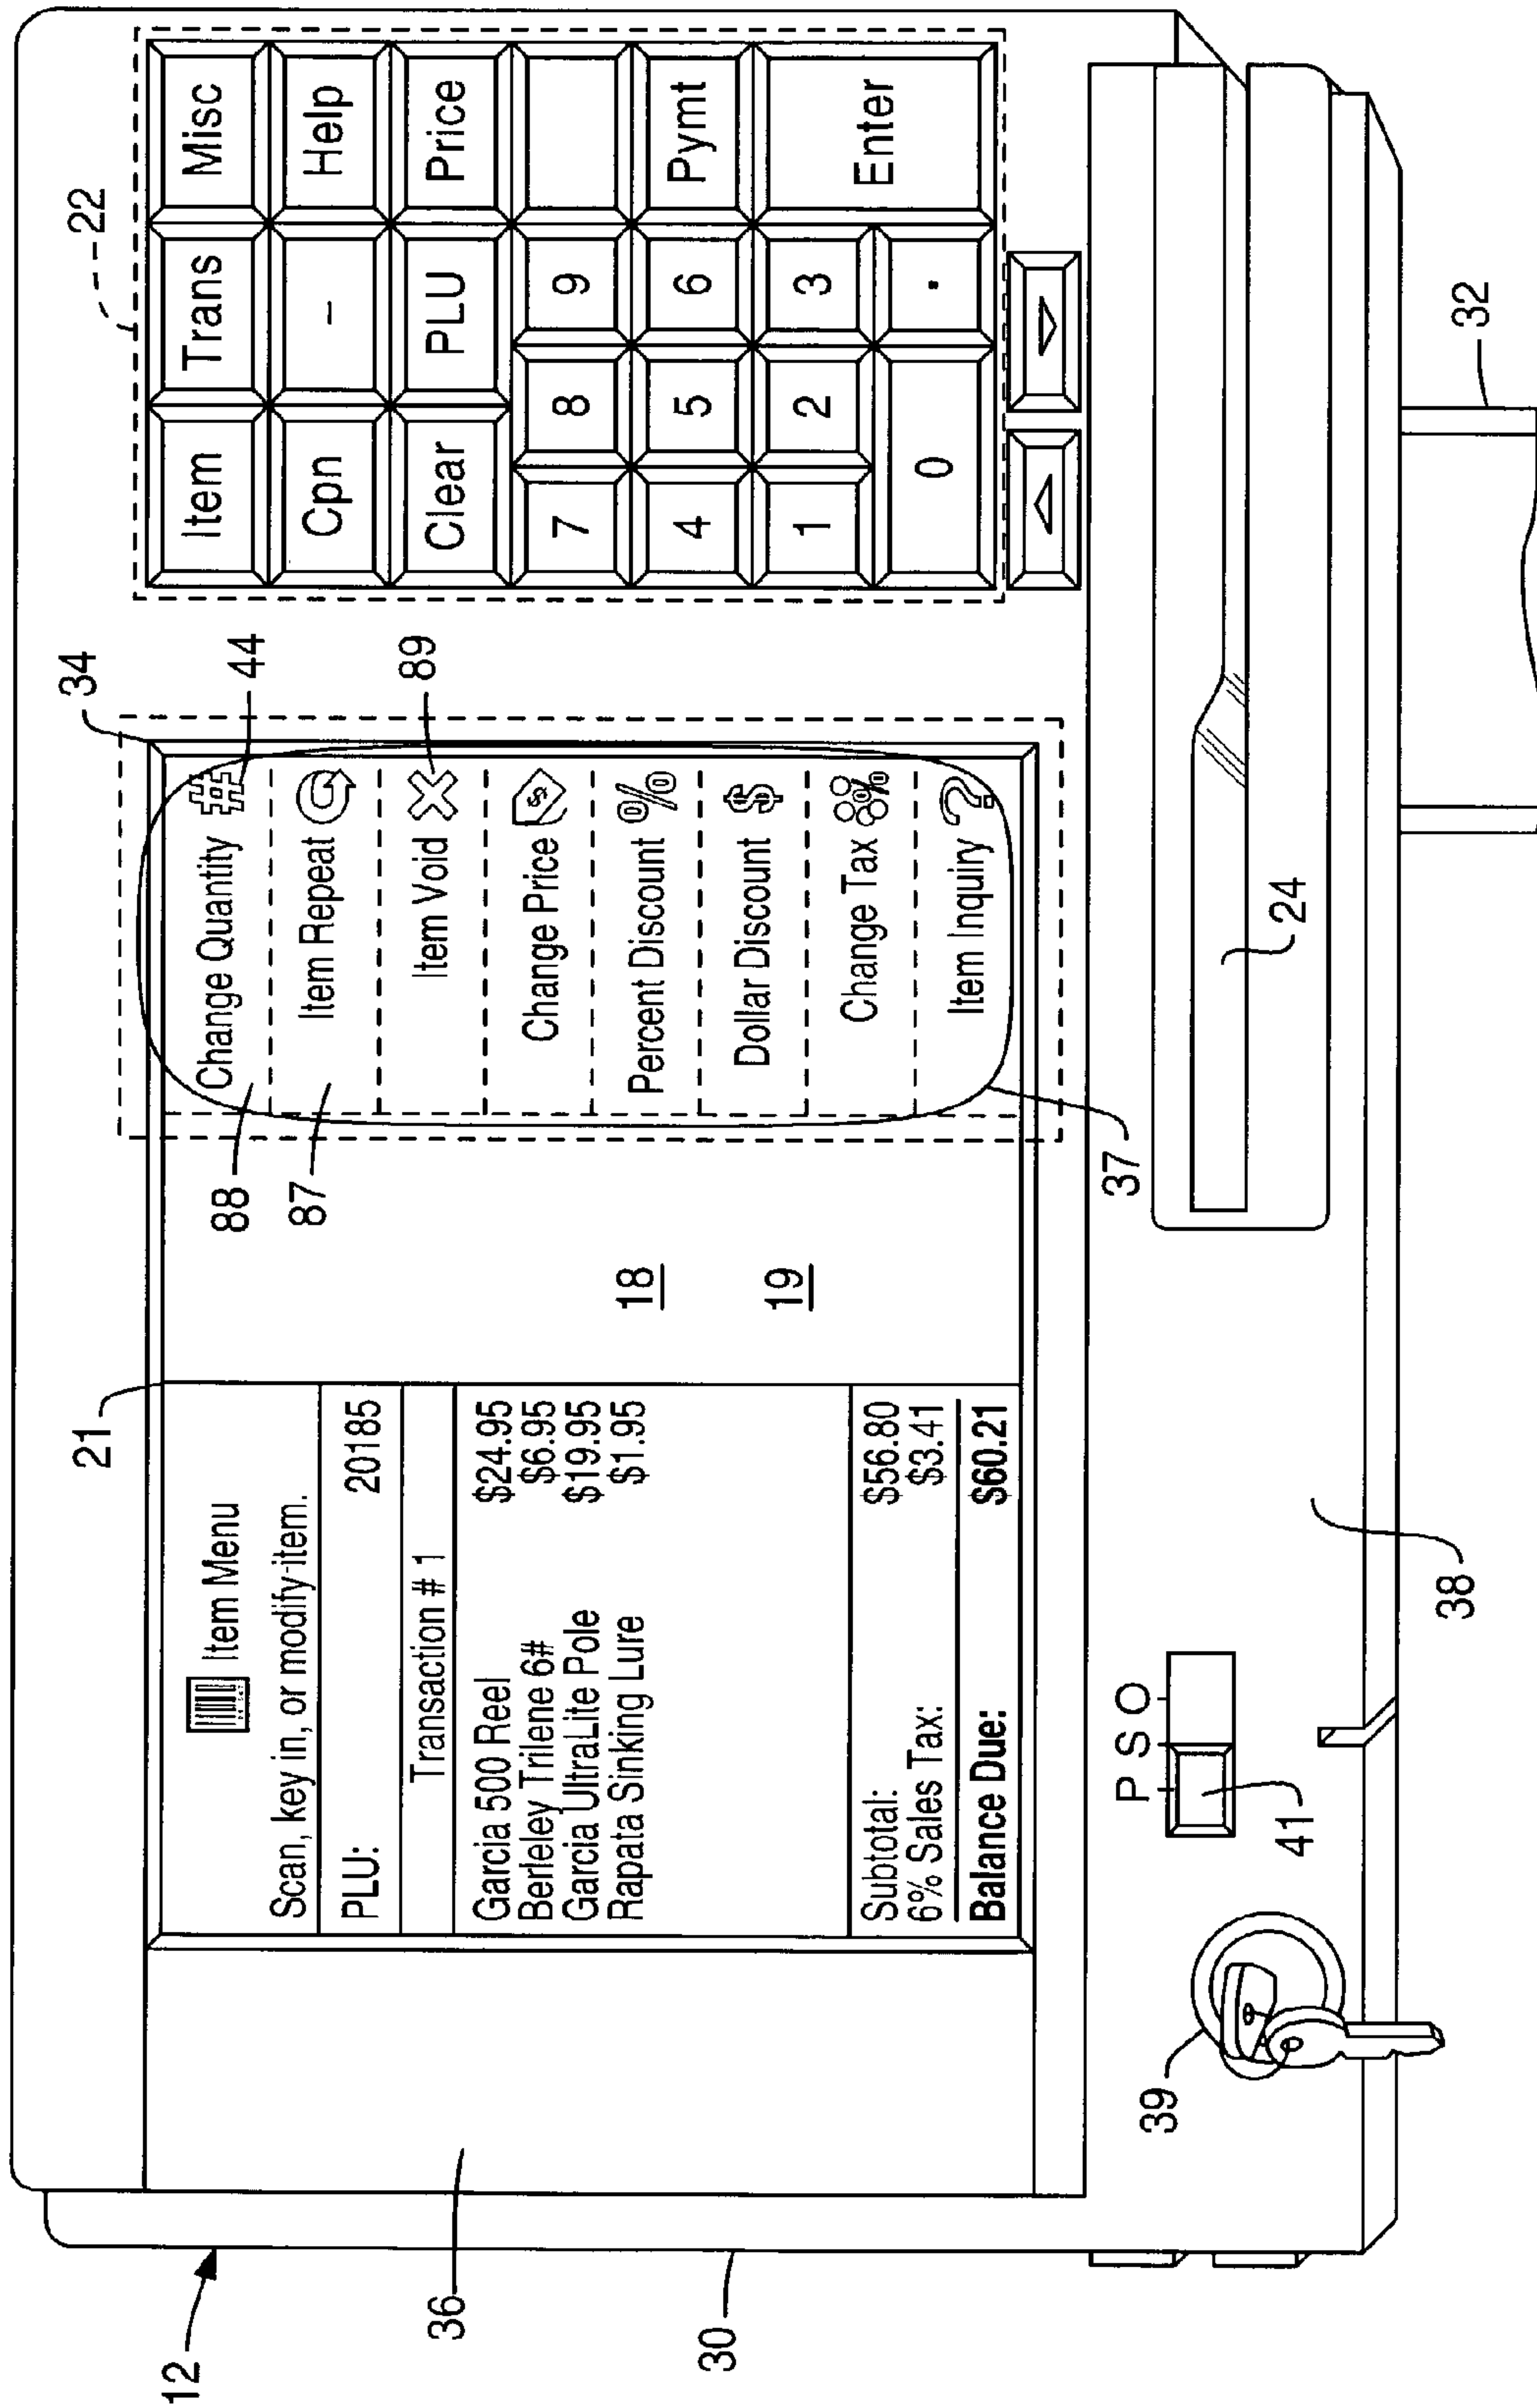 12
21
34
22
Item Menu
Scan, key in, or modify-item.
PLU: 20185
Transaction # 1
Garcia 500 Reel $24.95
Berleley Trilene 6# $6.95
Garcia UltraLite Pole $19.95
Rapata Sinking Lure $1.95
Subtotal: $56.80
6% Sales Tax: $3.41
Balance Due: $60.21
18
19
88
87
Change Quantity #
Item Repeat
Item Void
Change Price $
Percent Discount %
Dollar Discount $
Change Tax %
Item Inquiry ?
44
89
37
Item Trans Misc
Cpn – Help
Clear PLU Price
7 8 9
4 5 6 Pymt
1 2 3 Enter
0 .
36
30
39
P S O
41
38
24
32